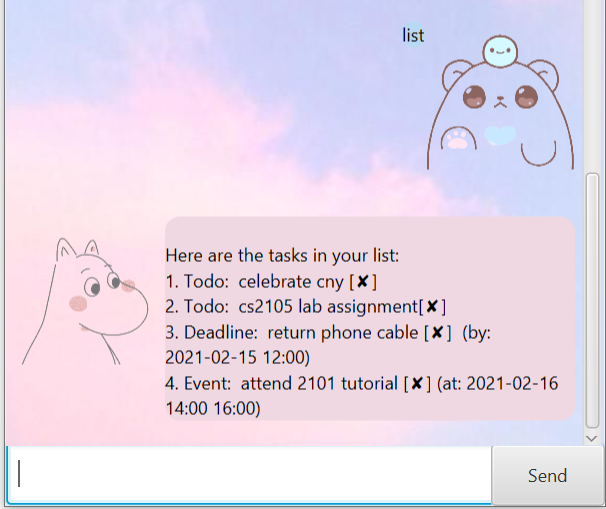 list
Here are the tasks in your list:
1. Todo:  celebrate cny [✘]
2. Todo:  cs2105 lab assignment[✘]
3. Deadline:  return phone cable [✘]  (by:
2021-02-15 12:00)
4. Event:  attend 2101 tutorial [✘] (at: 2021-02-16
14:00 16:00)
Send